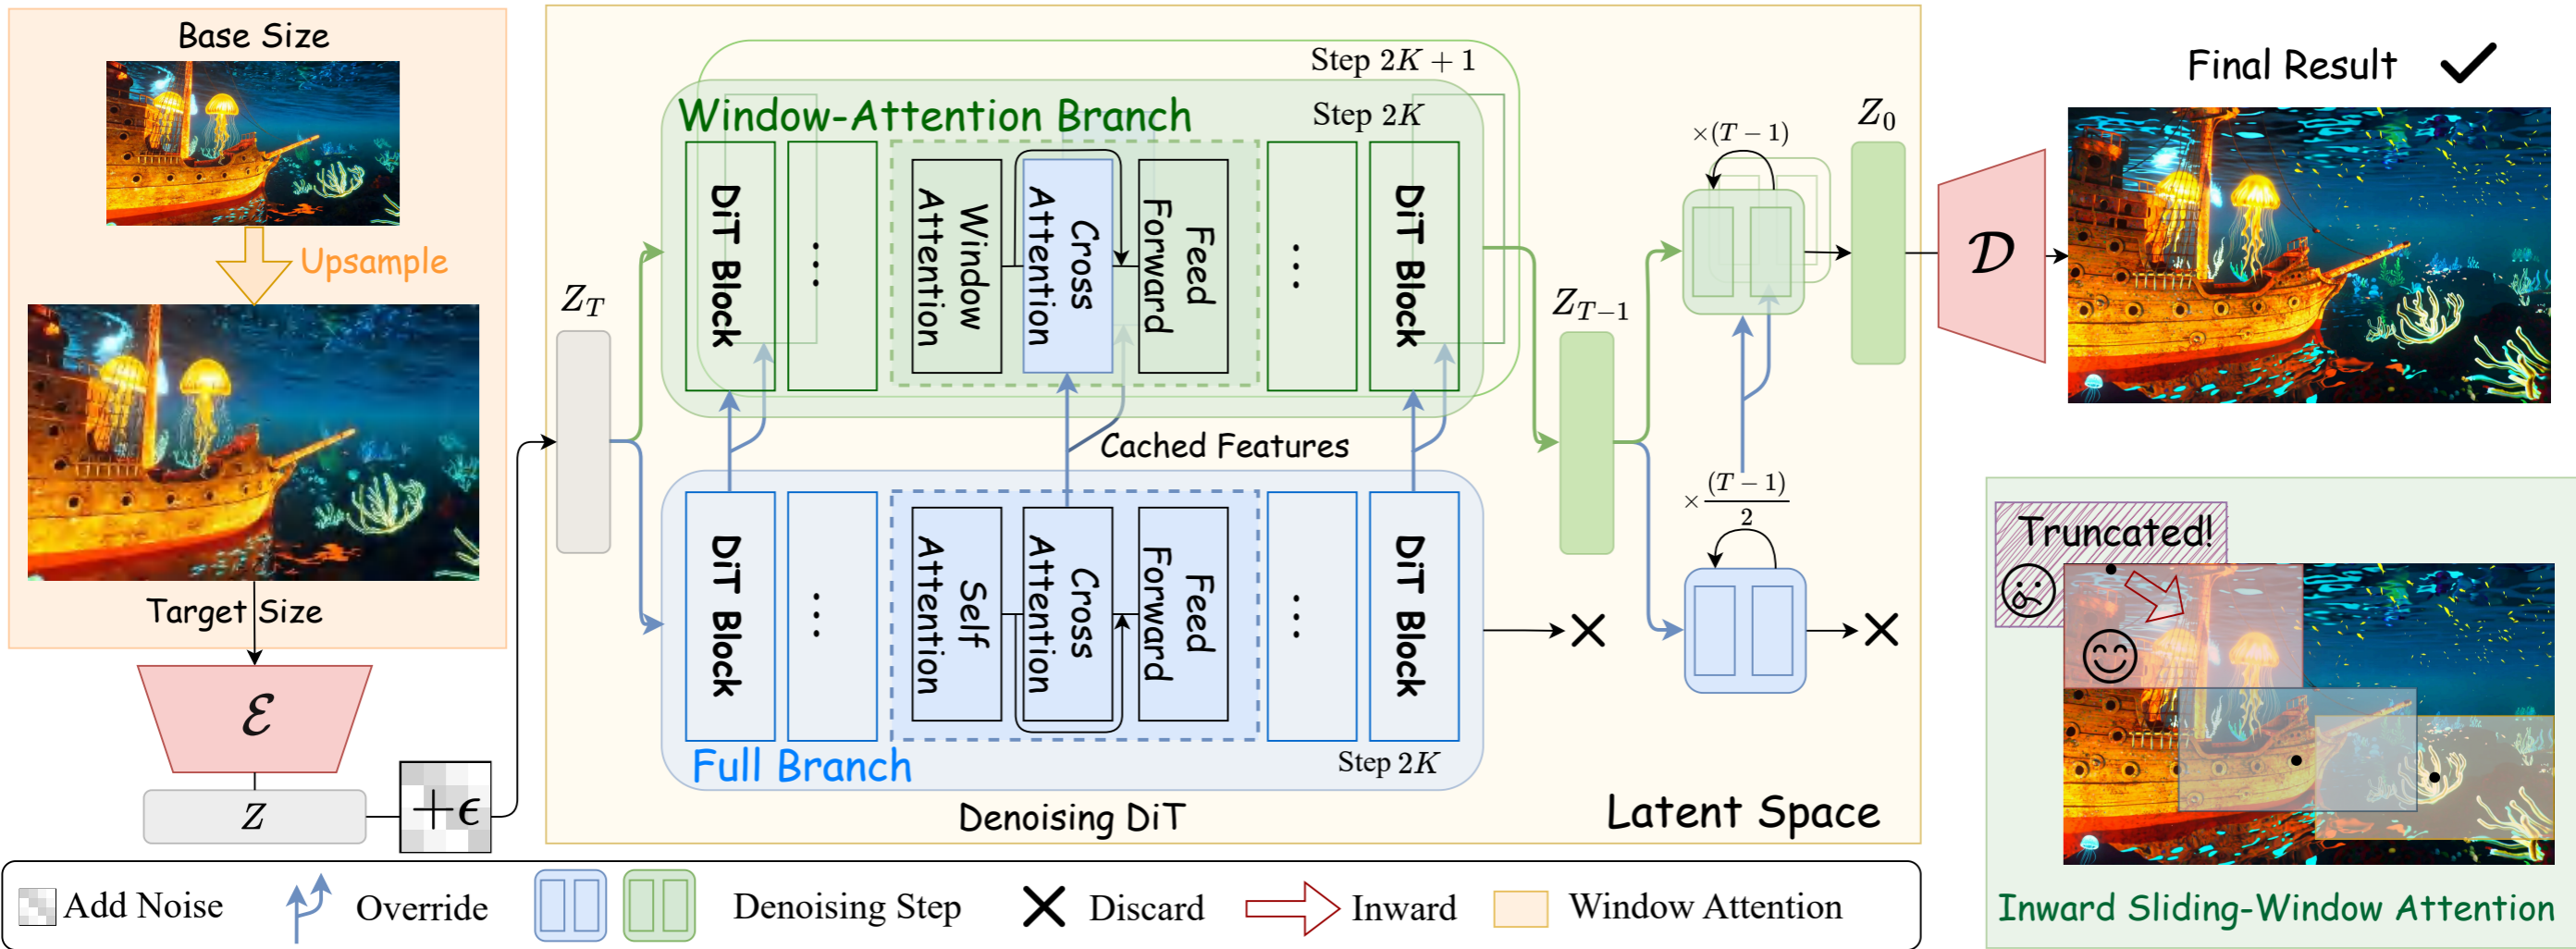 Base Size
Upsample
Target Size
ℰ
z
+ϵ
Z_T
Step 2K + 1
Window-Attention Branch
Step 2K
DiT Block
⋮
Window Attention
Cross Attention
Feed Forward
⋮
DiT Block
Cached Features
DiT Block
⋮
Self Attention
Cross Attention
Feed Forward
⋮
DiT Block
Full Branch
Step 2K
Denoising DiT
Z_{T−1}
×(T − 1)
×(T − 1)/2
Z_0
Latent Space
𝒟
Final Result
Truncated!
Inward Sliding-Window Attention
Add Noise
Override
Denoising Step
Discard
Inward
Window Attention